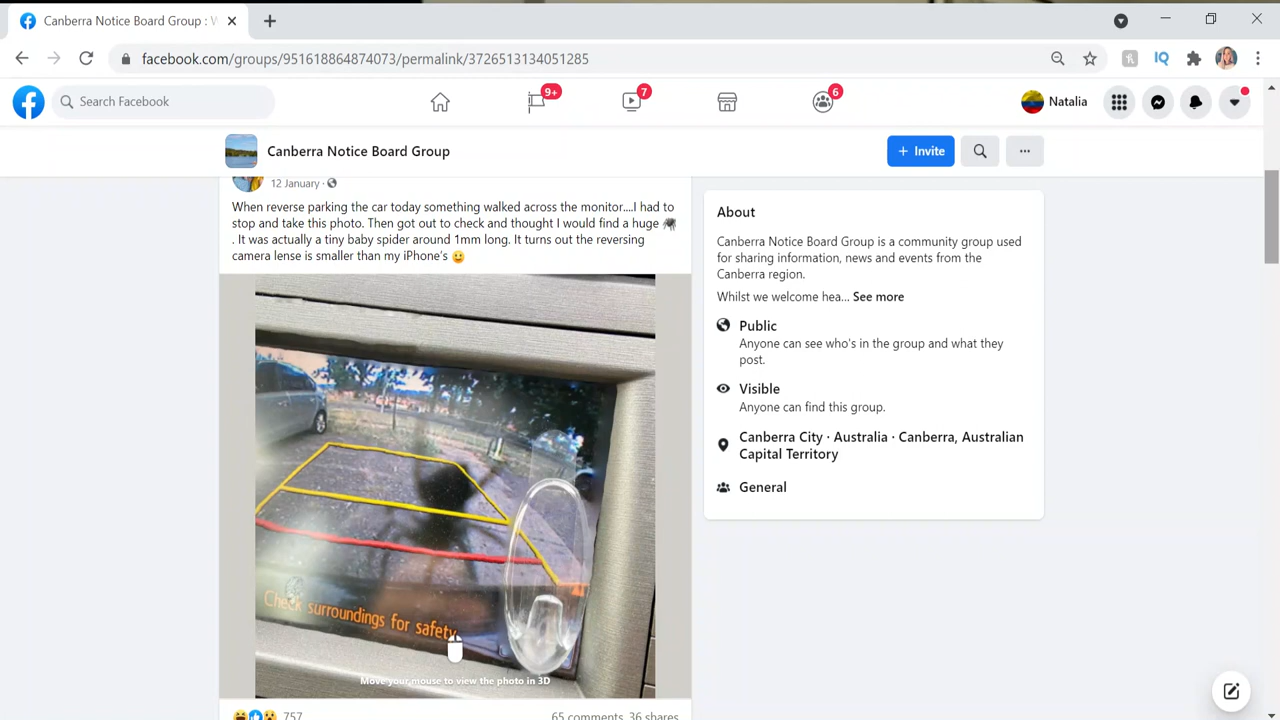 Canberra Notice Board Group : W
facebook.com/groups/951618864874073/permalink/3726513134051285
IQ
Search Facebook
9+
7
6
Natalia
Canberra Notice Board Group
+ Invite
12 January ·
When reverse parking the car today something walked across the monitor....I had to
stop and take this photo. Then got out to check and thought I would find a huge 🕷
. It was actually a tiny baby spider around 1mm long. It turns out the reversing
camera lense is smaller than my iPhone's 🙂
Check surroundings for safety
Move your mouse to view the photo in 3D
757
65 comments 36 shares
About
Canberra Notice Board Group is a community group used
for sharing information, news and events from the
Canberra region.
Whilst we welcome hea... See more
Public
Anyone can see who's in the group and what they
post.
Visible
Anyone can find this group.
Canberra City · Australia · Canberra, Australian
Capital Territory
General